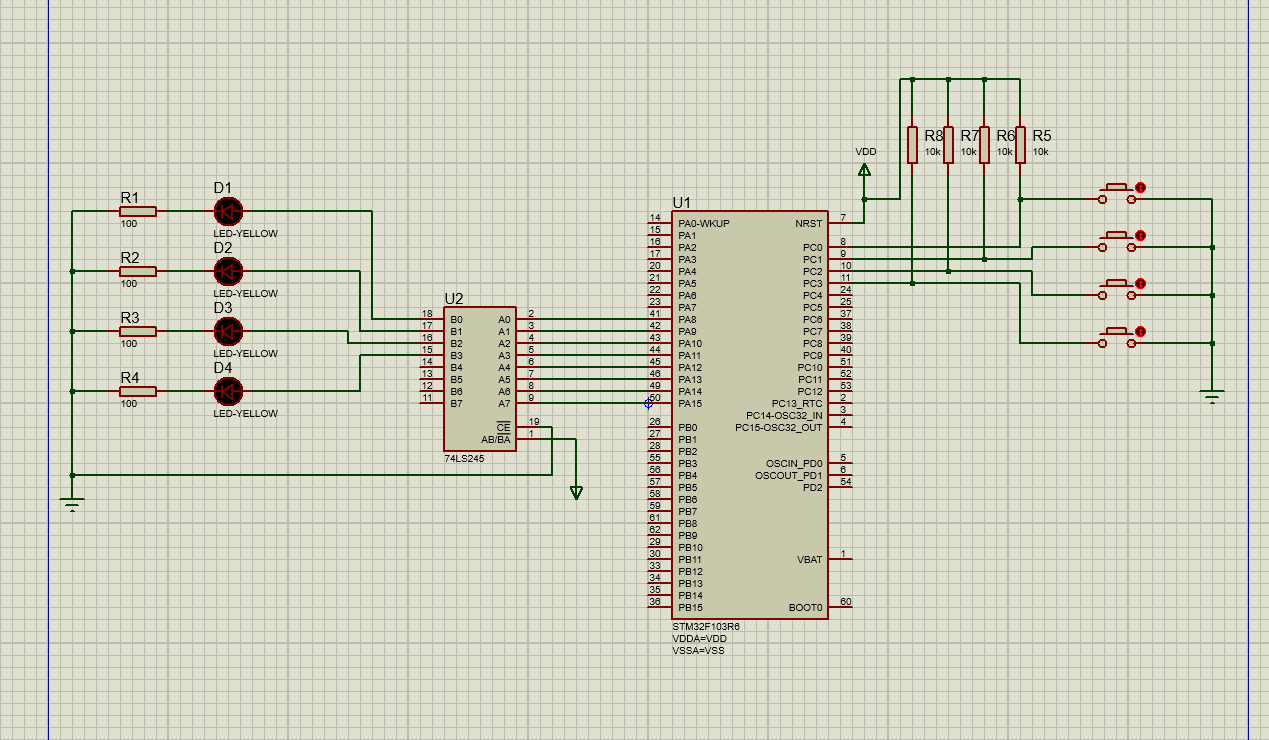 R1
100
D1
LED-YELLOW
R2
100
D2
LED-YELLOW
R3
100
D3
LED-YELLOW
R4
100
D4
LED-YELLOW
U2
18 B0 A0 2
17 B1 A1 3
16 B2 A2 4
15 B3 A3 5
14 B4 A4 6
13 B5 A5 7
12 B6 A6 8
11 B7 A7 9
CE 19
AB/BA 1
74LS245
U1
14 PA0-WKUP NRST 7
15 PA1
16 PA2 PC0 8
17 PA3 PC1 9
20 PA4 PC2 10
21 PA5 PC3 11
22 PA6 PC4 24
23 PA7 PC5 25
41 PA8 PC6 37
42 PA9 PC7 38
43 PA10 PC8 39
44 PA11 PC9 40
45 PA12 PC10 51
46 PA13 PC11 52
49 PA14 PC12 53
50 PA15 PC13_RTC 2
PC14-OSC32_IN 3
26 PB0 PC15-OSC32_OUT 4
27 PB1
28 PB2
55 PB3 OSCIN_PD0 5
56 PB4 OSCOUT_PD1 6
57 PB5 PD2 54
58 PB6
59 PB7
61 PB8
62 PB9
29 PB10
30 PB11 VBAT 1
33 PB12
34 PB13
35 PB14
36 PB15 BOOT0 60
STM32F103R6
VDDA=VDD
VSSA=VSS
VDD
R8
10k
R7
10k
R6
10k
R5
10k